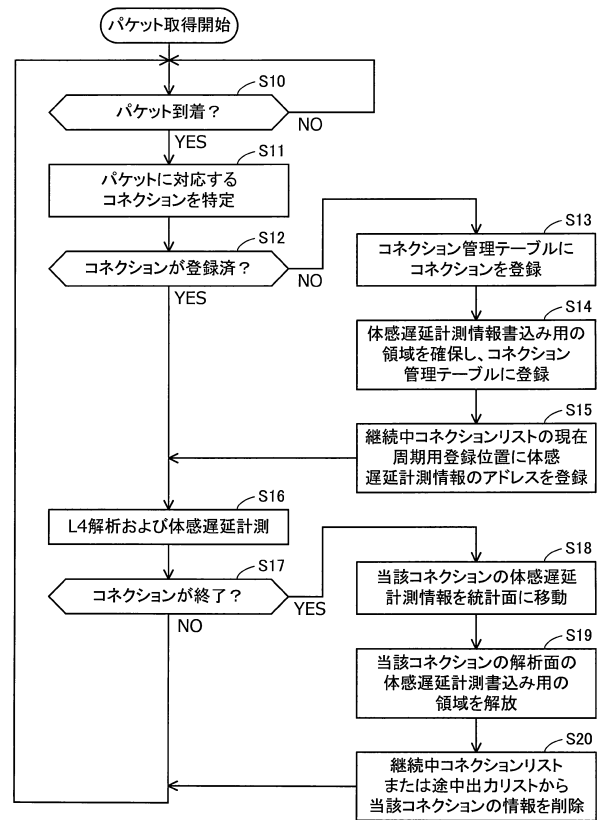 パケット取得開始
S10
パケット到着?
NO
YES
S11
パケットに対応する
コネクションを特定
S12
コネクションが登録済?
NO
YES
S13
コネクション管理テーブルに
コネクションを登録
S14
体感遅延計測情報書込み用の
領域を確保し、コネクション
管理テーブルに登録
S15
継続中コネクションリストの現在
周期用登録位置に体感
遅延計測情報のアドレスを登録
S16
L4解析および体感遅延計測
S17
コネクションが終了?
YES
NO
S18
当該コネクションの体感遅延
計測情報を統計面に移動
S19
当該コネクションの解析面の
体感遅延計測書込み用の
領域を解放
S20
継続中コネクションリスト
または途中出力リストから
当該コネクションの情報を削除